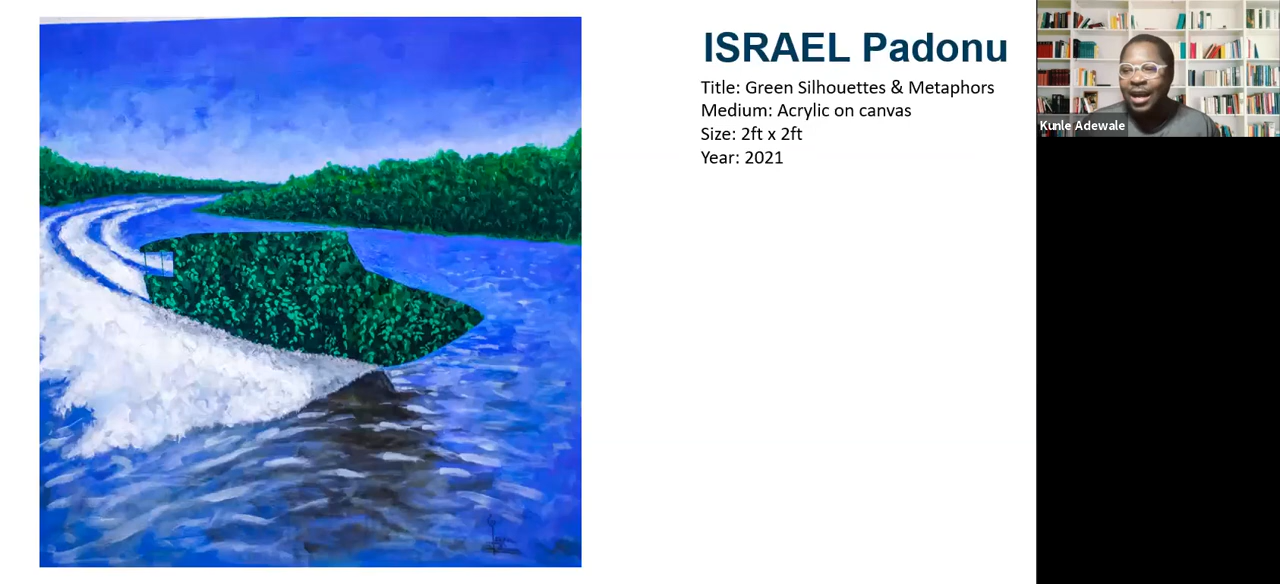 ISRAEL Padonu
Title: Green Silhouettes & Metaphors
Medium: Acrylic on canvas
Size: 2ft x 2ft
Year: 2021
Kunle Adewale